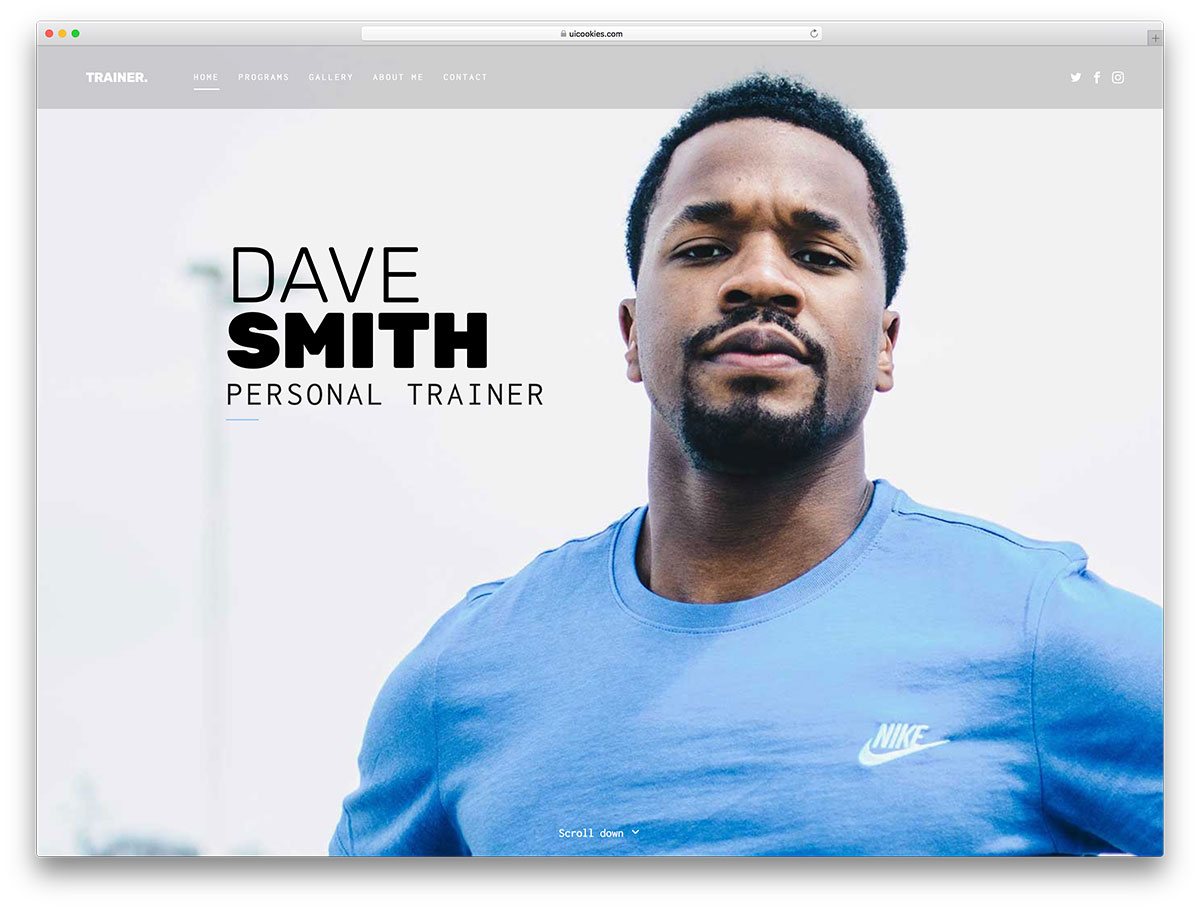 uicookies.com
TRAINER. HOME PROGRAMS GALLERY ABOUT ME CONTACT
DAVE
SMITH
PERSONAL TRAINER
NIKE
Scroll down